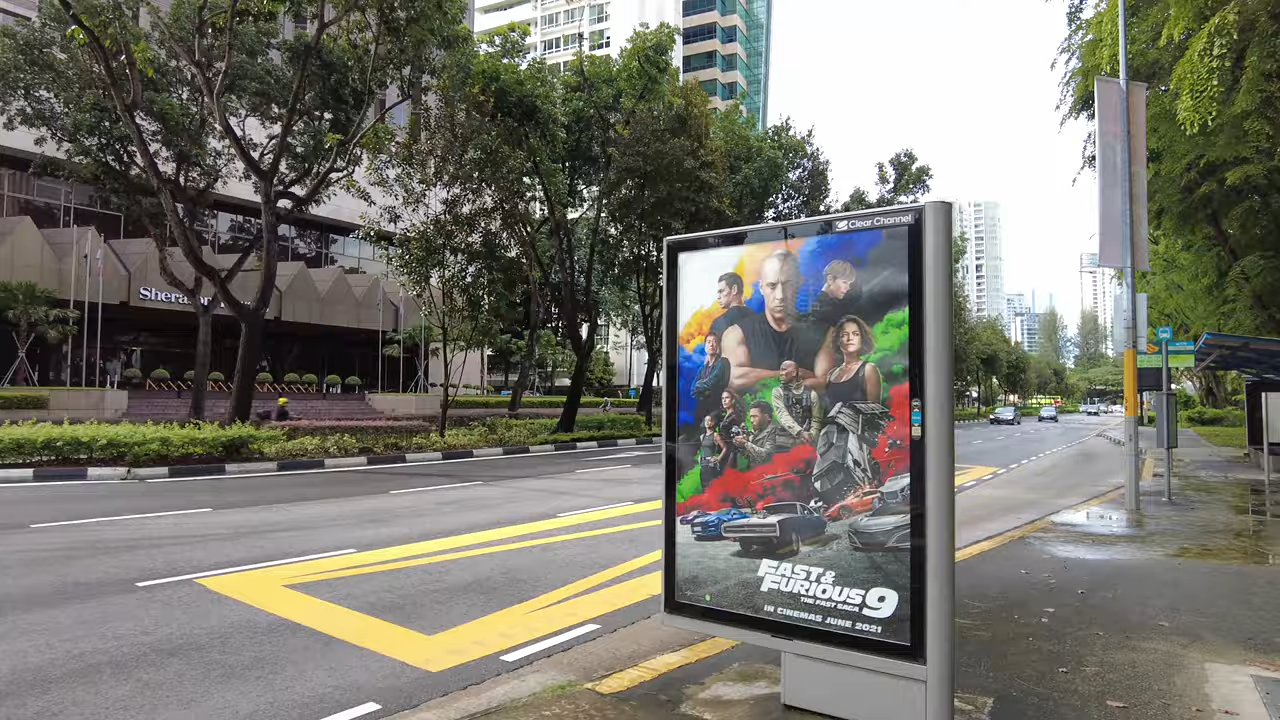 Clear Channel
Sheraton
FAST &
FURIOUS 9
THE FAST SAGA
IN CINEMAS JUNE 2021